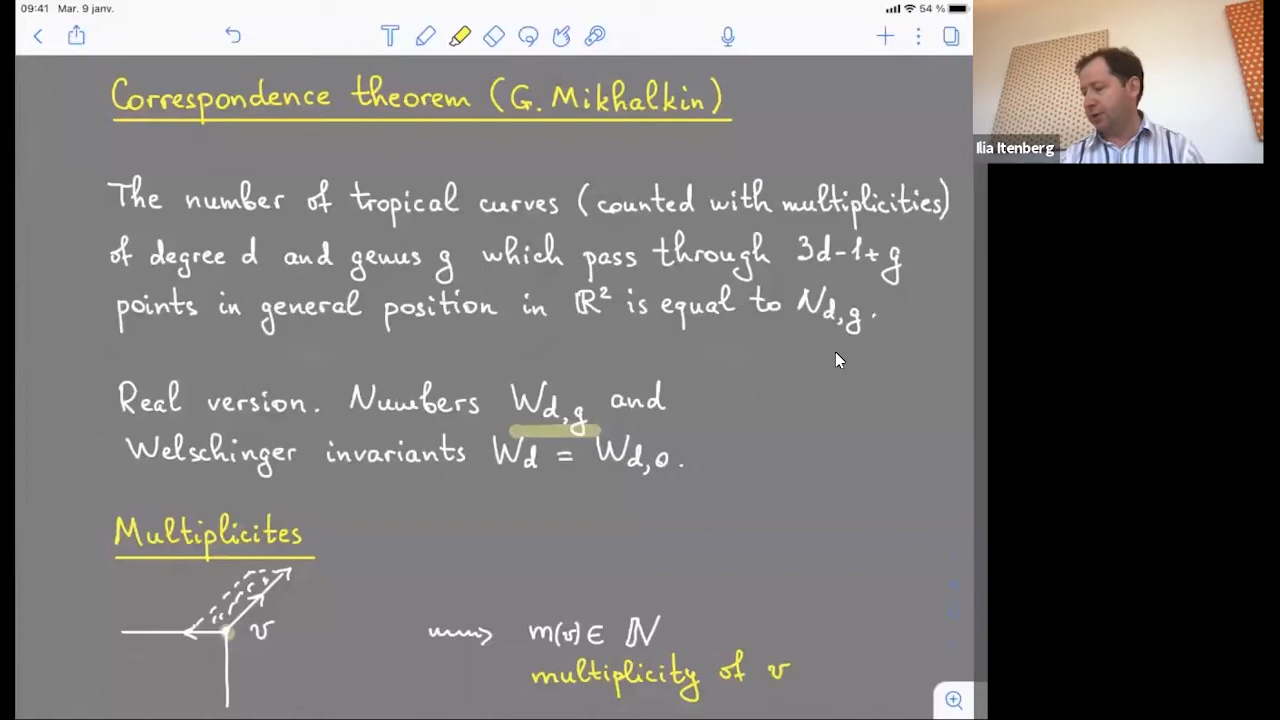 09:41 Mar. 9 janv. 54 %
Correspondence theorem (G. Mikhalkin)
Ilia Itenberg
The number of tropical curves (counted with multiplicities)
of degree d and genus g which pass through 3d-1+g
points in general position in ℝ² is equal to N_{d,g}.
Real version. Numbers W_{d,g} and
Welschinger invariants W_d = W_{d,0}.
Multiplicites
v ⟿ m(v) ∈ ℕ
multiplicity of v